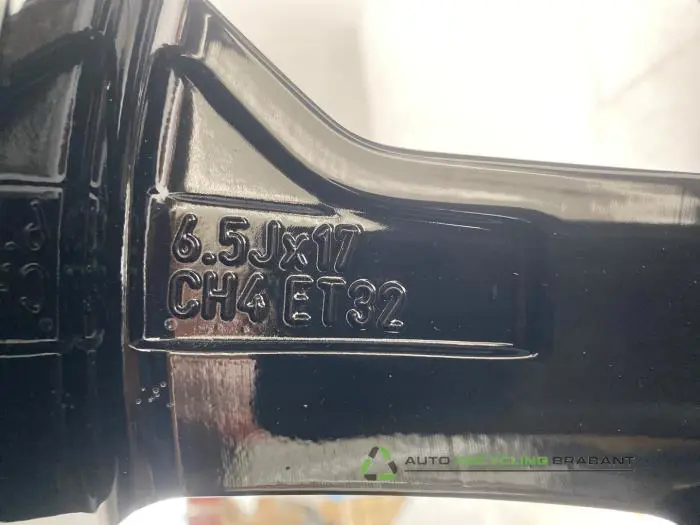 6.5Jx17
CH4 ET32
AUTO RECYCLING BRABANT